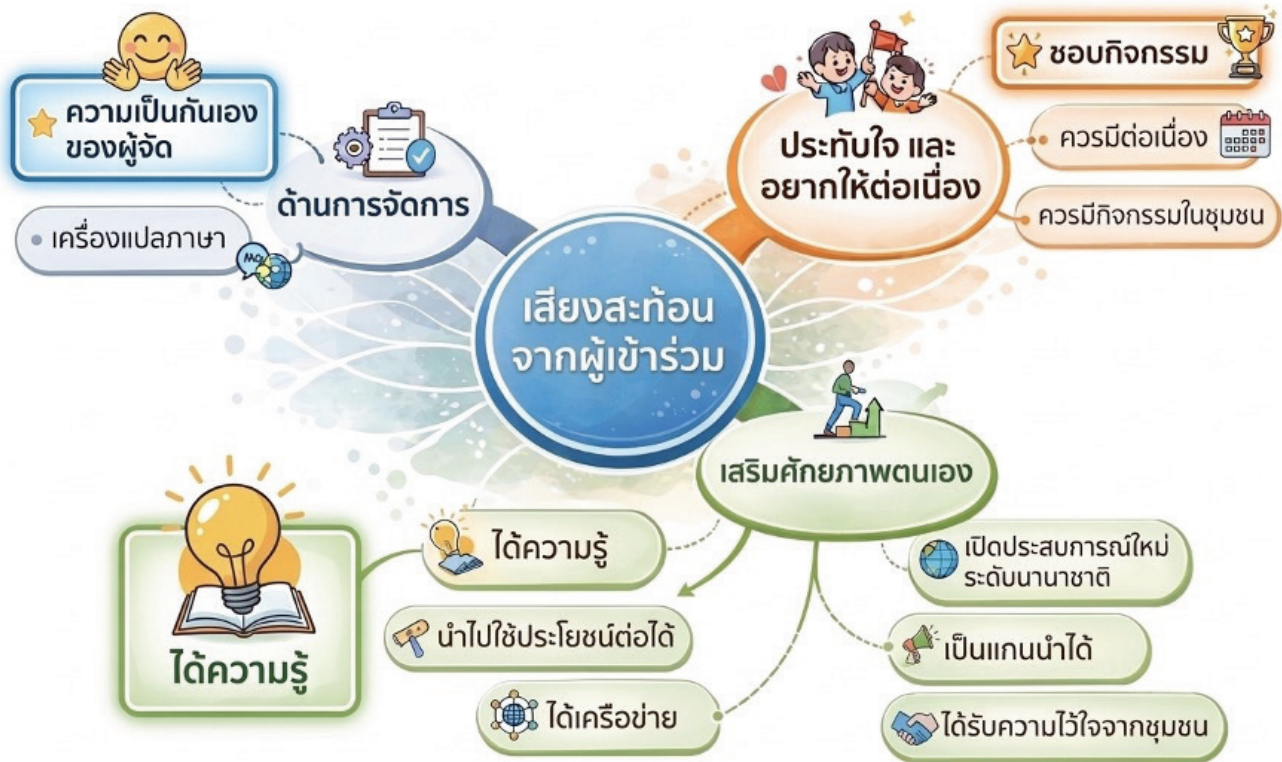 ความเป็นกันเอง
ของผู้จัด
ด้านการจัดการ
เครื่องแปลภาษา
ชอบกิจกรรม
ประทับใจ และ
อยากให้ต่อเนื่อง
ควรมีต่อเนื่อง
ควรมีกิจกรรมในชุมชน
เสียงสะท้อน
จากผู้เข้าร่วม
เสริมศักยภาพตนเอง
ได้ความรู้
ได้ความรู้
นำไปใช้ประโยชน์ต่อได้
ได้เครือข่าย
เปิดประสบการณ์ใหม่
ระดับนานาชาติ
เป็นแกนนำได้
ได้รับความไว้ใจจากชุมชน